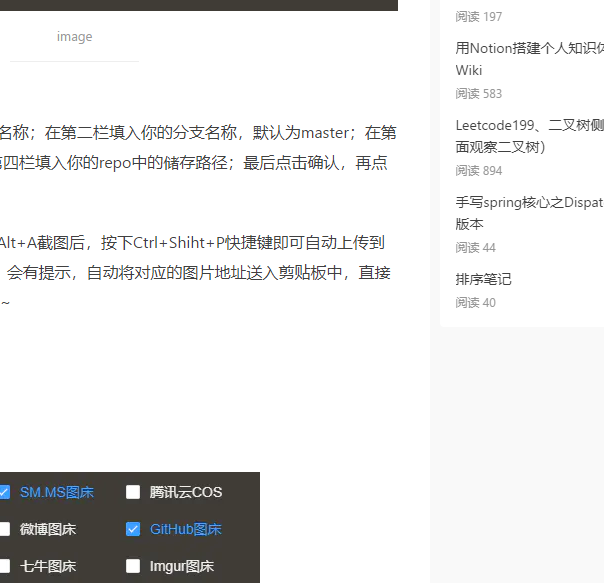 image
名称；在第二栏填入你的分支名称，默认为master；在第
四栏填入你的repo中的储存路径；最后点击确认，再点
Alt+A截图后，按下Ctrl+Shiht+P快捷键即可自动上传到
会有提示，自动将对应的图片地址送入剪贴板中，直接
~
SM.MS图床 腾讯云COS
微博图床 GitHub图床
七牛图床 Imgur图床
阅读 197
用Notion搭建个人知识体
Wiki
阅读 583
Leetcode199、二叉树侧
面观察二叉树）
阅读 894
手写spring核心之Dispat
版本
阅读 44
排序笔记
阅读 40